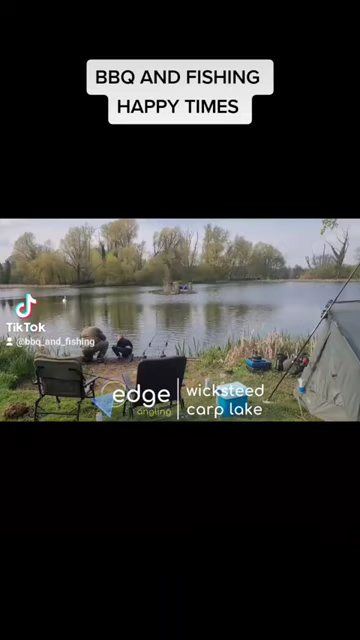 BBQ AND FISHING
HAPPY TIMES
TikTok
@bbq_and_fishing
edge
angling
wicksteed
carp lake